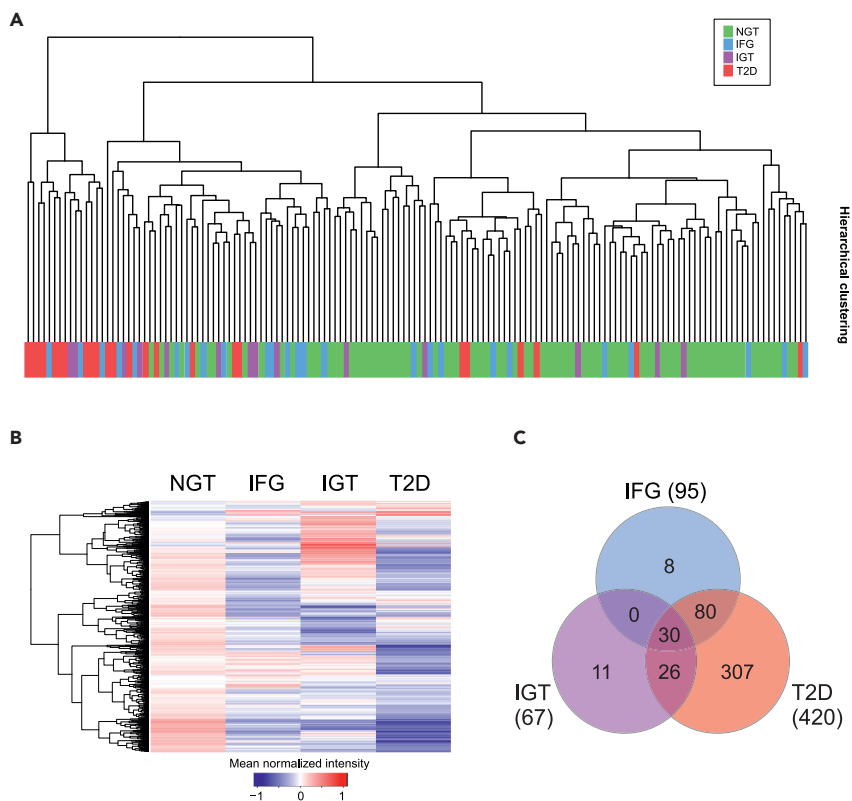 A
NGT
IFG
IGT
T2D
Hierarchical clustering
B
NGT IFG IGT T2D
Mean normalized intensity
−1 0 1
C
IFG (95)
8
0 80
30
11 26 307
IGT
(67)
T2D
(420)